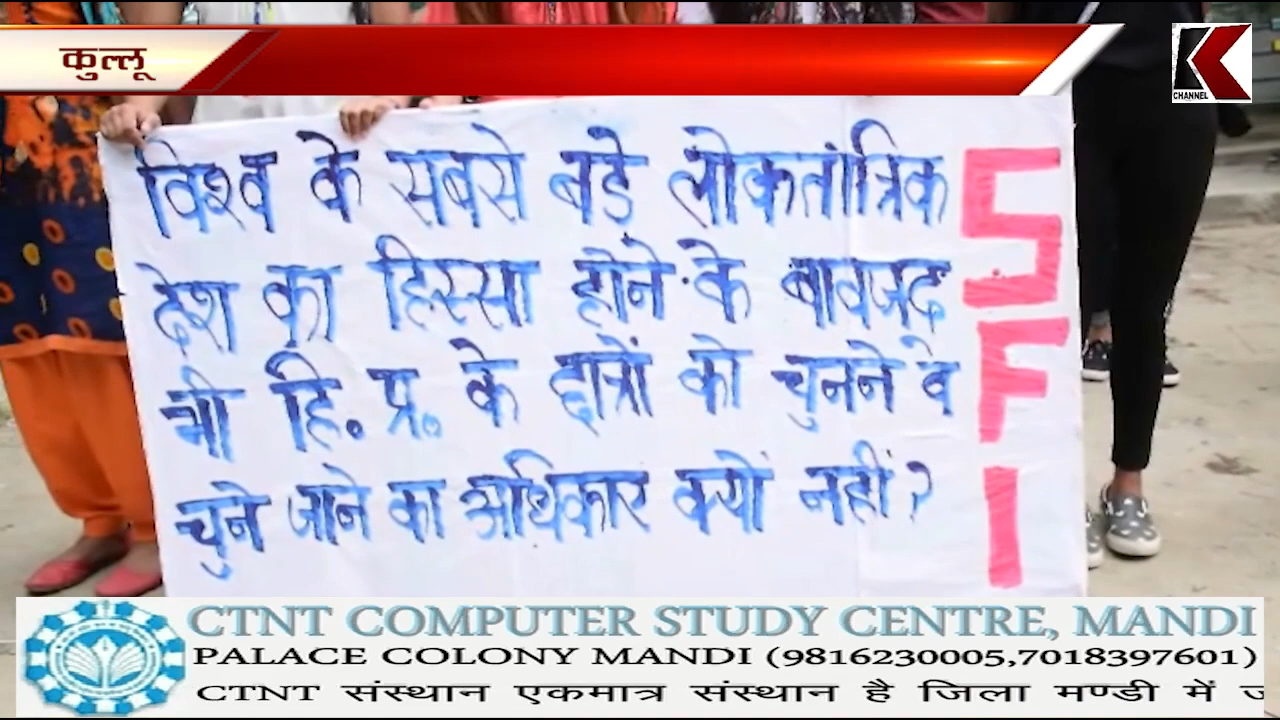 कुल्लू
K
CHANNEL
विश्व के सबसे बड़े लोकतांत्रिक
देश का हिस्सा होने के बावजूद
भी हि. प्र. के छात्रों को चुनने व
चुने जाने का अधिकार क्यों नहीं?
SFI
CTNT COMPUTER STUDY CENTRE, MANDI
PALACE COLONY MANDI (9816230005,7018397601)
CTNT संस्थान एकमात्र संस्थान है जिला मण्डी में